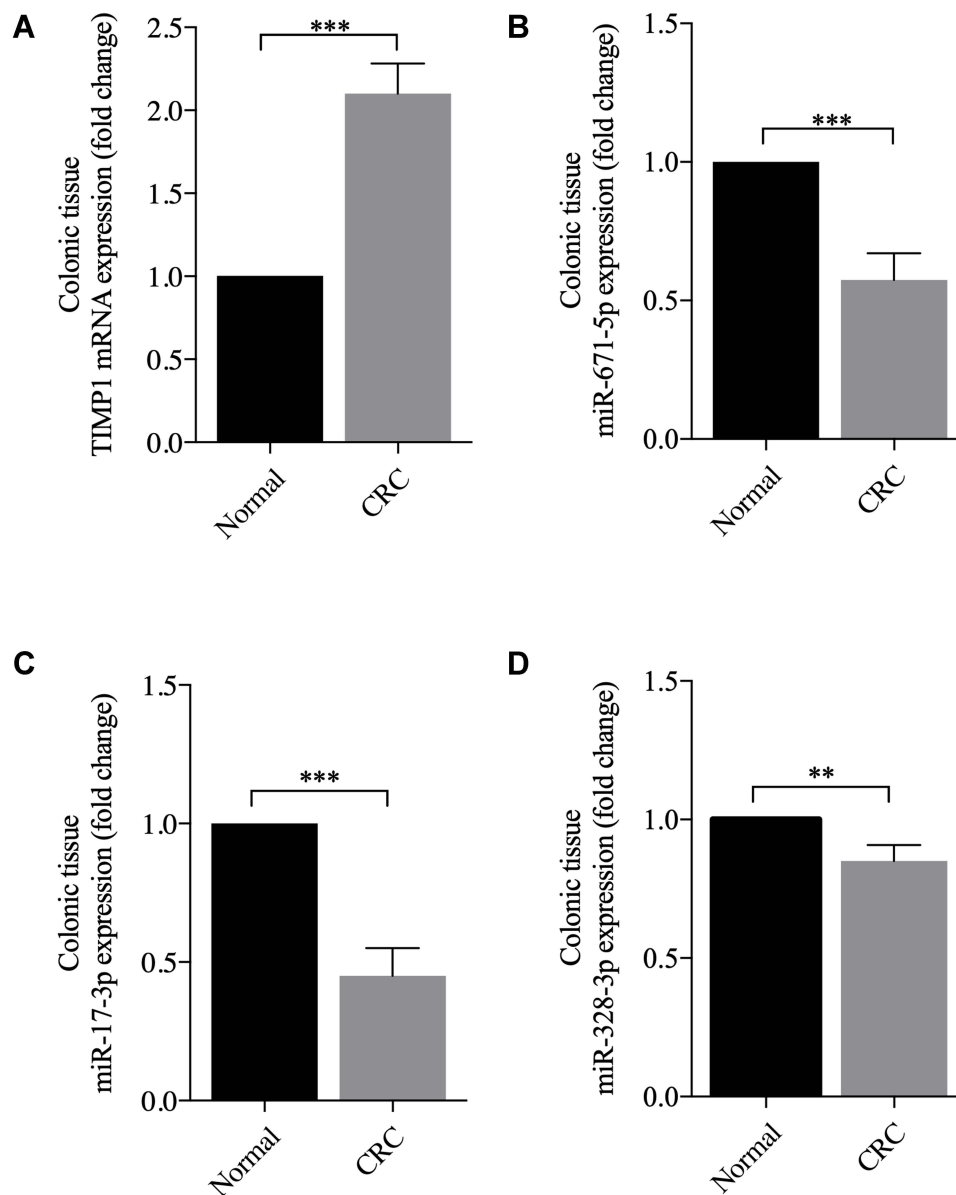 A
Colonic tissue
TIMP1 mRNA expression (fold change)
2.5
2.0
1.5
1.0
0.5
0.0
***
Normal
CRC
B
Colonic tissue
miR-671-5p expression (fold change)
1.5
1.0
0.5
0.0
***
Normal
CRC
C
Colonic tissue
miR-17-3p expression (fold change)
1.5
1.0
0.5
0.0
***
Normal
CRC
D
Colonic tissue
miR-328-3p expression (fold change)
1.5
1.0
0.5
0.0
**
Normal
CRC